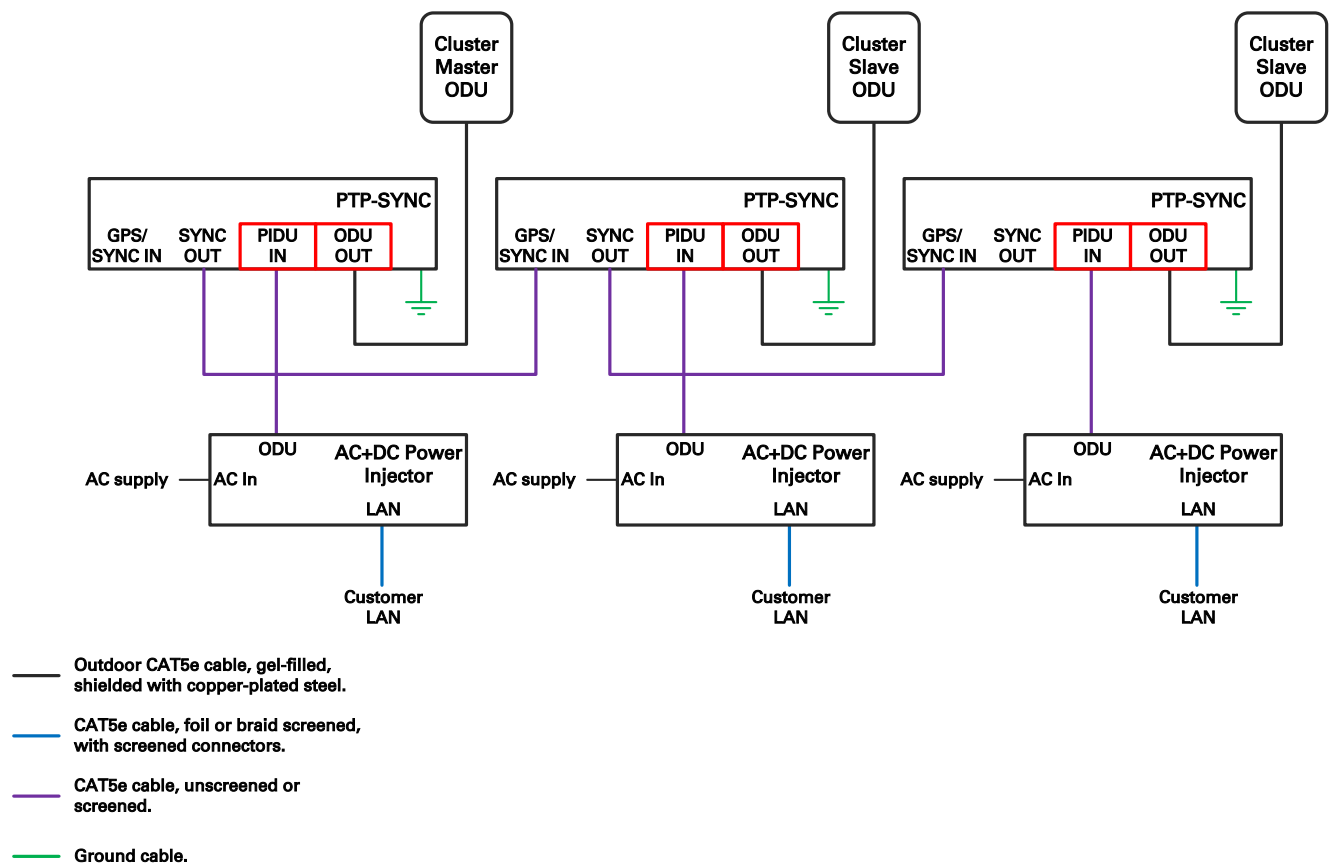 Cluster
Master
ODU
Cluster
Slave
ODU
Cluster
Slave
ODU
PTP-SYNC
GPS/
SYNC IN
SYNC
OUT
PIDU
IN
ODU
OUT
PTP-SYNC
GPS/
SYNC IN
SYNC
OUT
PIDU
IN
ODU
OUT
PTP-SYNC
GPS/
SYNC IN
SYNC
OUT
PIDU
IN
ODU
OUT
AC supply
AC In
ODU
AC+DC Power
Injector
LAN
Customer
LAN
AC supply
AC In
ODU
AC+DC Power
Injector
LAN
Customer
LAN
AC supply
AC In
ODU
AC+DC Power
Injector
LAN
Customer
LAN
Outdoor CAT5e cable, gel-filled,
shielded with copper-plated steel.
CAT5e cable, foil or braid screened,
with screened connectors.
CAT5e cable, unscreened or
screened.
Ground cable.